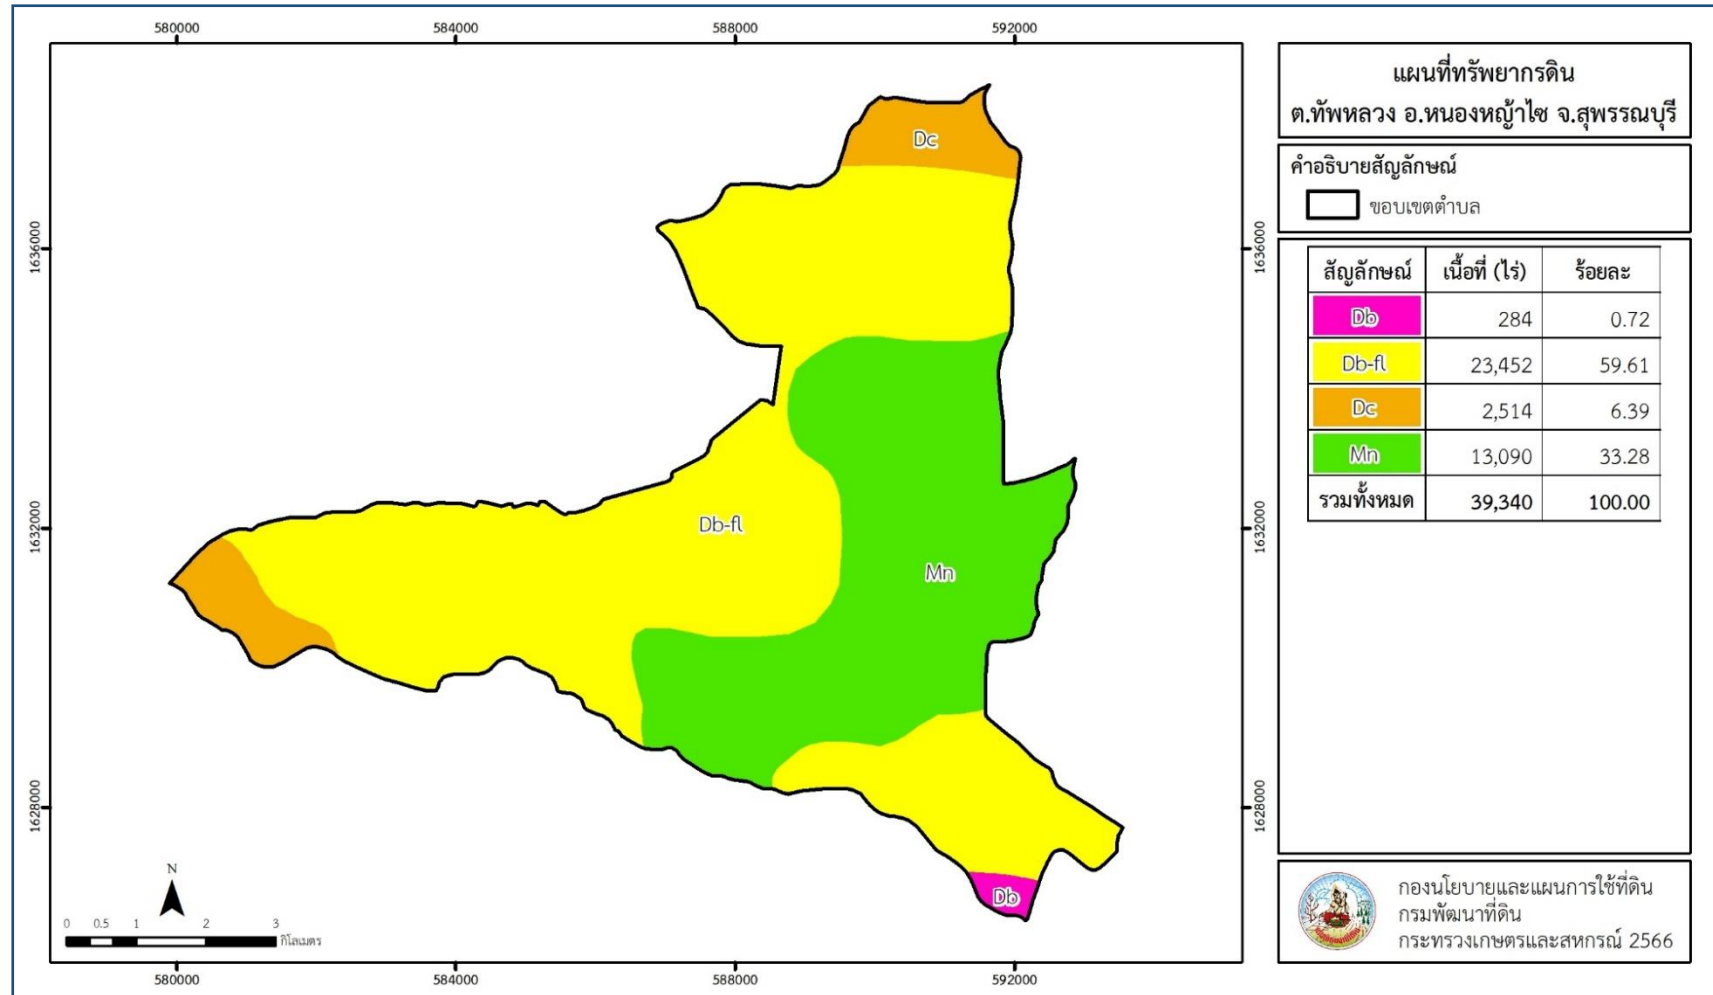 580000
584000
588000
592000
1636000
1632000
1628000
Dc
Db-fl
Mn
Db
1636000
1632000
1628000
N
0 0.5 1 2 3
กิโลเมตร
580000
584000
588000
592000
แผนที่ทรัพยากรดิน
ต.ทัพหลวง อ.หนองหญ้าไซ จ.สุพรรณบุรี
คำอธิบายสัญลักษณ์
ขอบเขตตำบล
สัญลักษณ์ เนื้อที่ (ไร่) ร้อยละ
Db 284 0.72
Db-fl 23,452 59.61
Dc 2,514 6.39
Mn 13,090 33.28
รวมทั้งหมด 39,340 100.00
กองนโยบายและแผนการใช้ที่ดิน
กรมพัฒนาที่ดิน
กระทรวงเกษตรและสหกรณ์ 2566